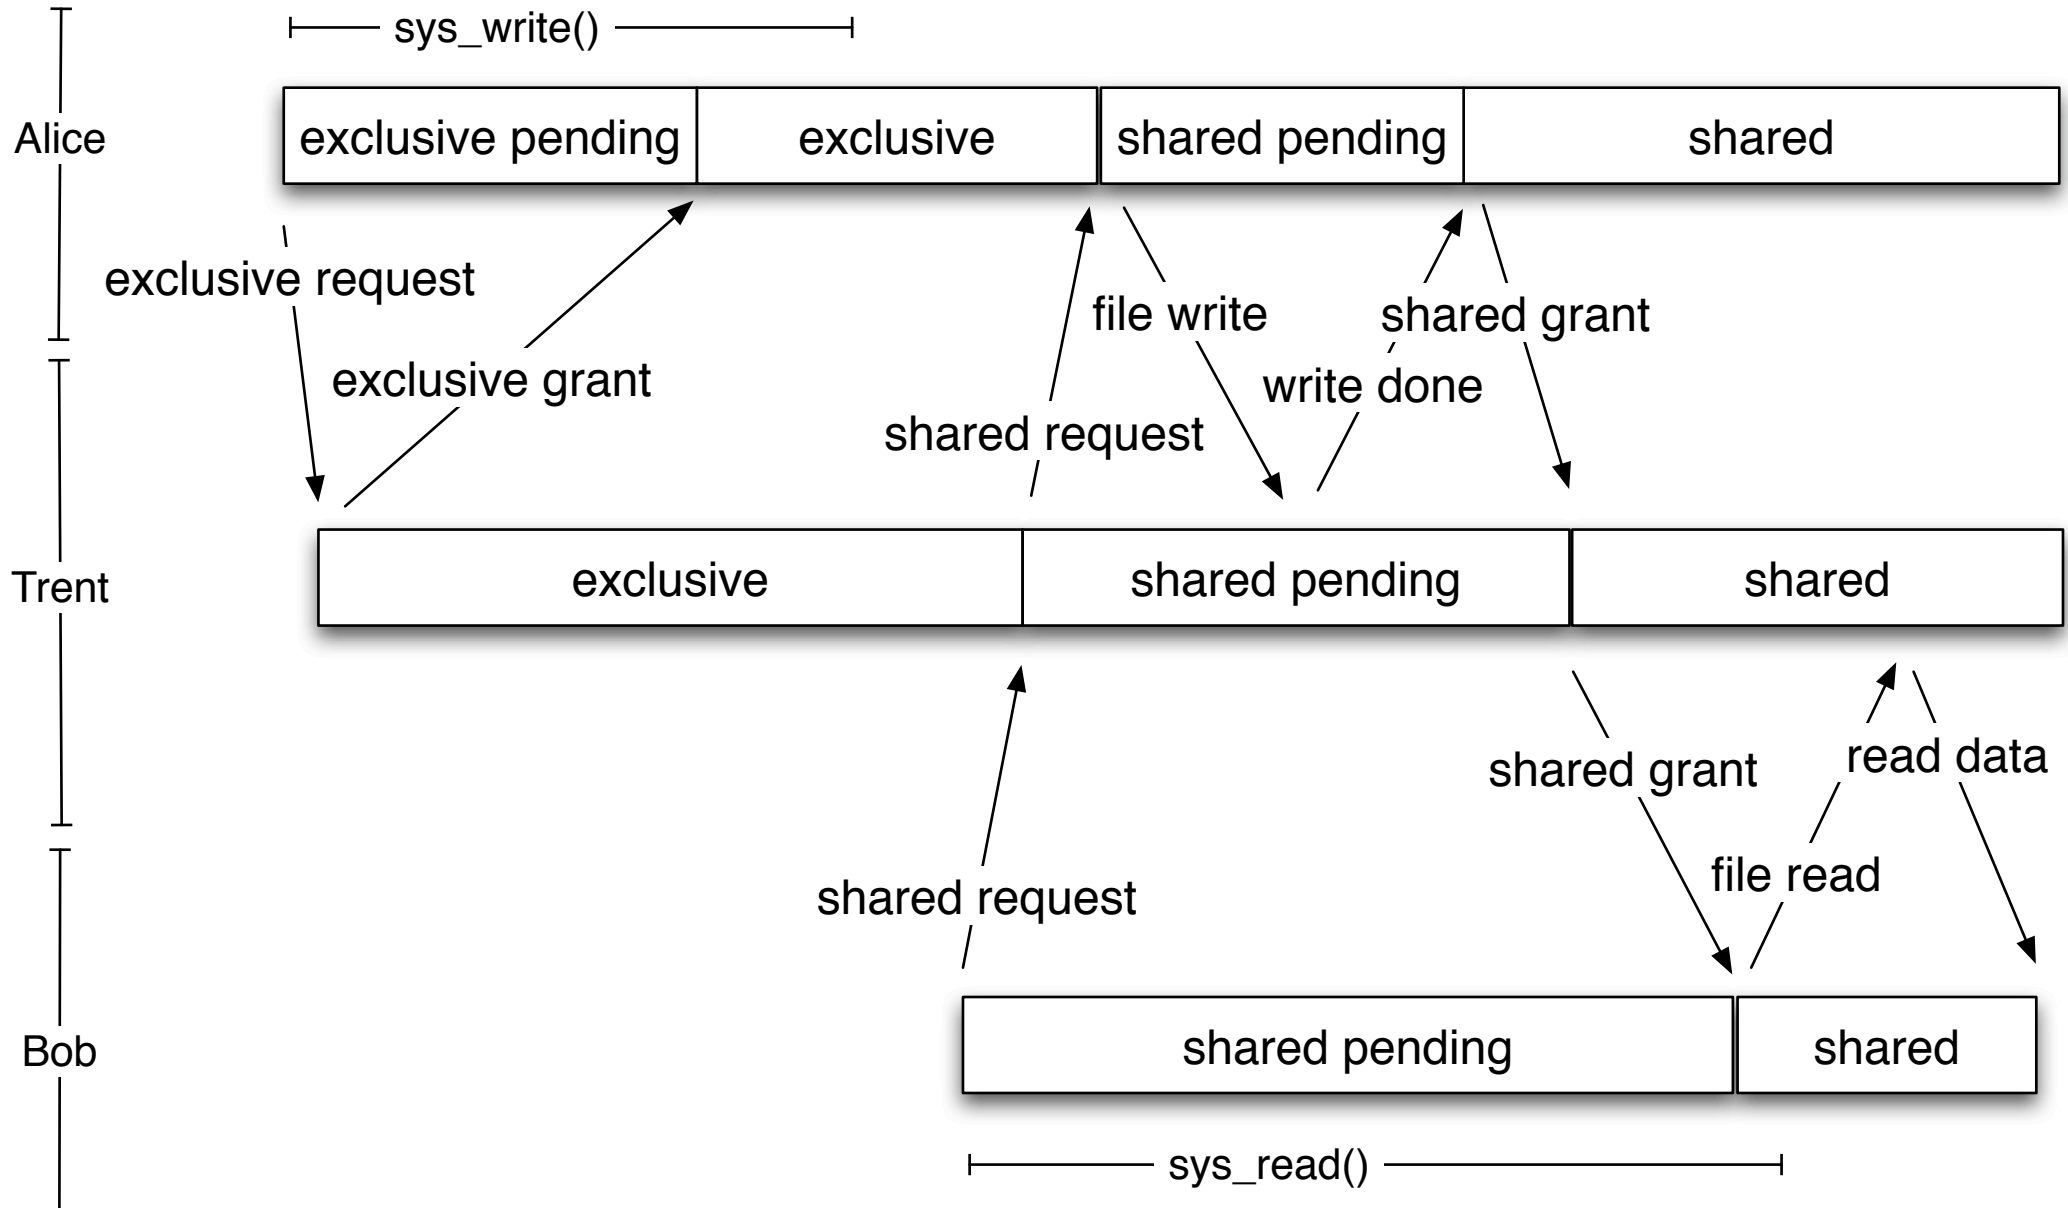 sys_write()
Alice
exclusive pending
exclusive
shared pending
shared
exclusive request
exclusive grant
shared request
file write
write done
shared grant
Trent
exclusive
shared pending
shared
shared request
shared grant
file read
read data
Bob
shared pending
shared
sys_read()